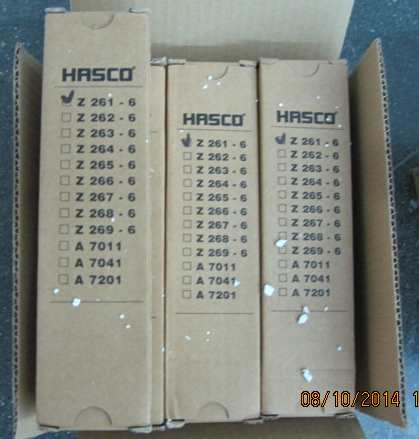 HASCO®
Z 261 - 6
Z 262 - 6
Z 263 - 6
Z 264 - 6
Z 265 - 6
Z 266 - 6
Z 267 - 6
Z 268 - 6
Z 269 - 6
A 7011
A 7041
A 7201
HASCO®
Z 261 - 6
Z 262 - 6
Z 263 - 6
Z 264 - 6
Z 265 - 6
Z 266 - 6
Z 267 - 6
Z 268 - 6
Z 269 - 6
A 7011
A 7041
A 7201
HASCO®
Z 261 - 6
Z 262 - 6
Z 263 - 6
Z 264 - 6
Z 265 - 6
Z 266 - 6
Z 267 - 6
Z 268 - 6
Z 269 - 6
A 7011
A 7041
A 7201
08/10/2014 1